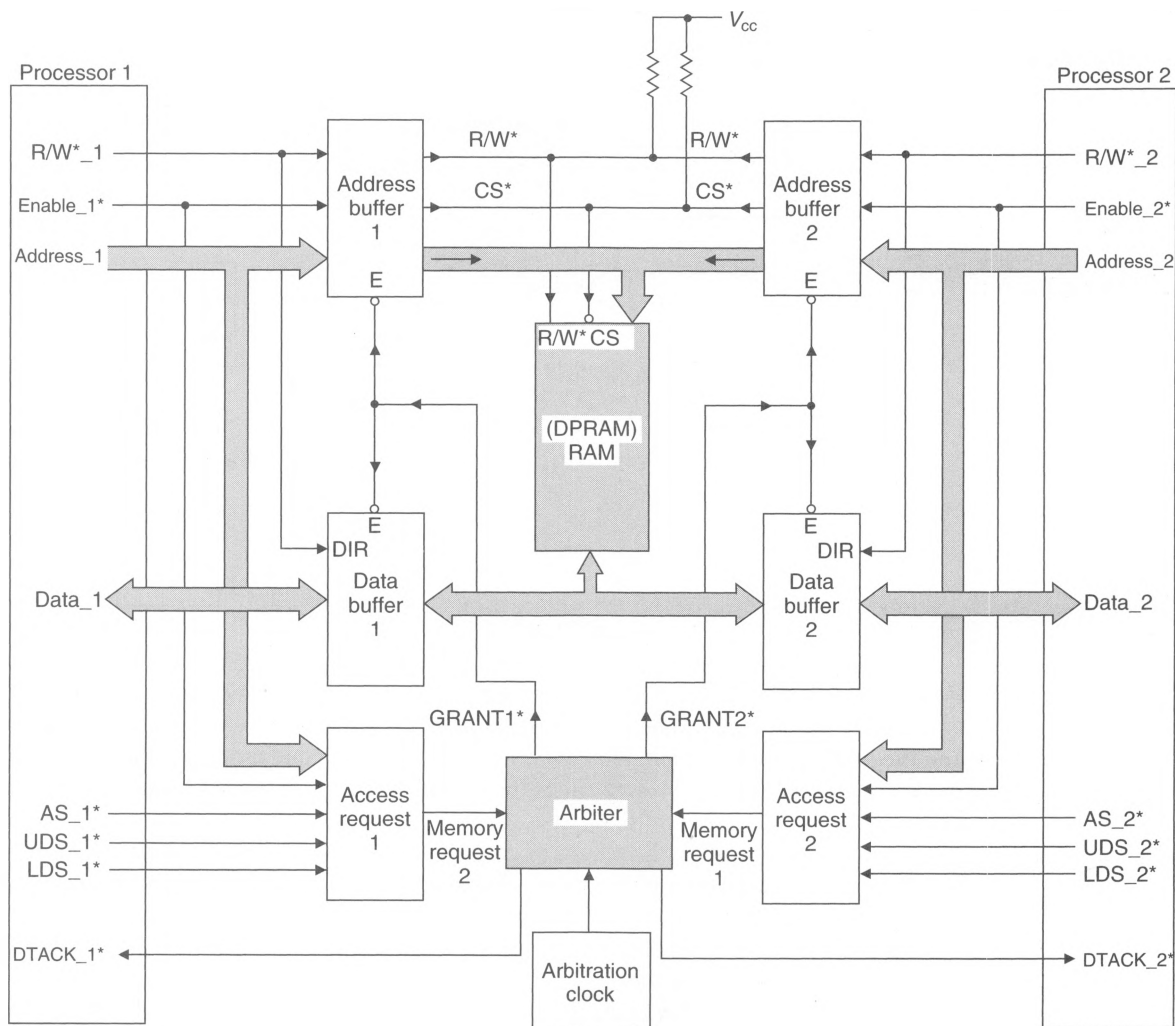 V_cc
Processor 1
Processor 2
R/W*_1
R/W*
R/W*
R/W*_2
Address
buffer
1
Address
buffer
2
Enable_1*
CS*
CS*
Enable_2*
Address_1
Address_2
E
E
R/W* CS
(DPRAM)
RAM
E
DIR
Data
buffer
1
E
DIR
Data
buffer
2
Data_1
Data_2
GRANT1*
GRANT2*
Access
request
1
Arbiter
Access
request
2
Memory
request
2
Memory
request
1
AS_1*
UDS_1*
LDS_1*
AS_2*
UDS_2*
LDS_2*
DTACK_1*
DTACK_2*
Arbitration
clock